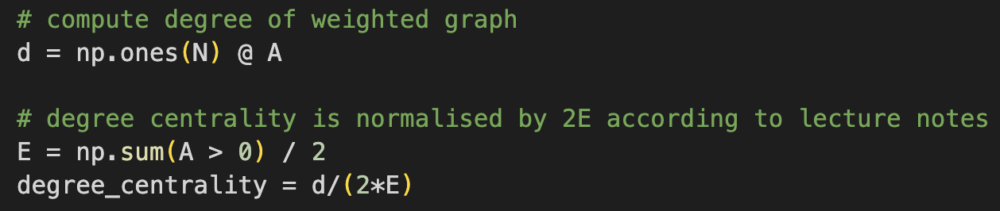 # compute degree of weighted graph
d = np.ones(N) @ A
# degree centrality is normalised by 2E according to lecture notes
E = np.sum(A > 0) / 2
degree_centrality = d/(2*E)